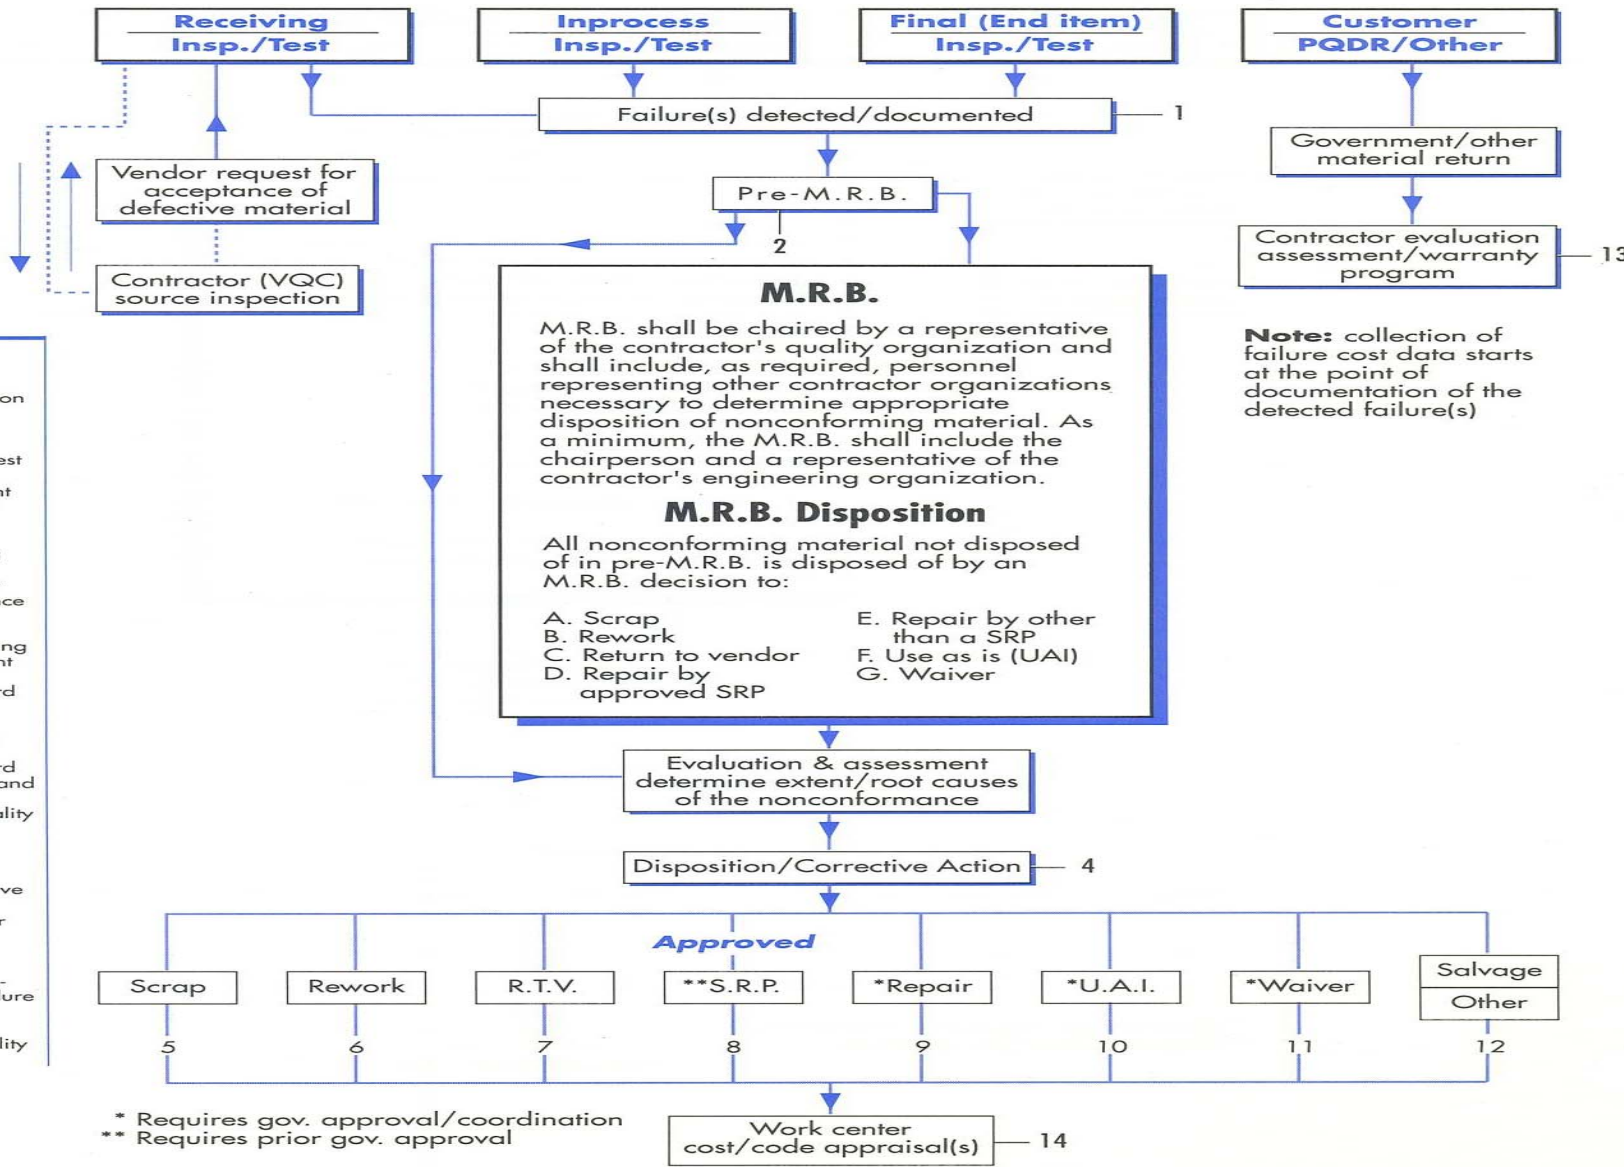 Receiving
Insp./Test
Inprocess
Insp./Test
Final (End item)
Insp./Test
Customer
PQDR/Other
Failure(s) detected/documented
1
Vendor request for
acceptance of
defective material
Contractor (VQC)
source inspection
Pre-M.R.B.
2
Government/other
material return
Contractor evaluation
assessment/warranty
program
13
Note: collection of
failure cost data starts
at the point of
documentation of the
detected failure(s)
M.R.B.
M.R.B. shall be chaired by a representative
of the contractor's quality organization and
shall include, as required, personnel
representing other contractor organizations
necessary to determine appropriate
disposition of nonconforming material. As
a minimum, the M.R.B. shall include the
chairperson and a representative of the
contractor's engineering organization.
M.R.B. Disposition
All nonconforming material not disposed
of in pre-M.R.B. is disposed of by an
M.R.B. decision to:
A. Scrap
B. Rework
C. Return to vendor
D. Repair by
approved SRP
E. Repair by other
than a SRP
F. Use as is (UAI)
G. Waiver
Evaluation & assessment
determine extent/root causes
of the nonconformance
Disposition/Corrective Action
4
Approved
Scrap
Rework
R.T.V.
**S.R.P.
*Repair
*U.A.I.
*Waiver
Salvage
Other
5
6
7
8
9
10
11
12
* Requires gov. approval/coordination
** Requires prior gov. approval
Work center
cost/code appraisal(s)
14